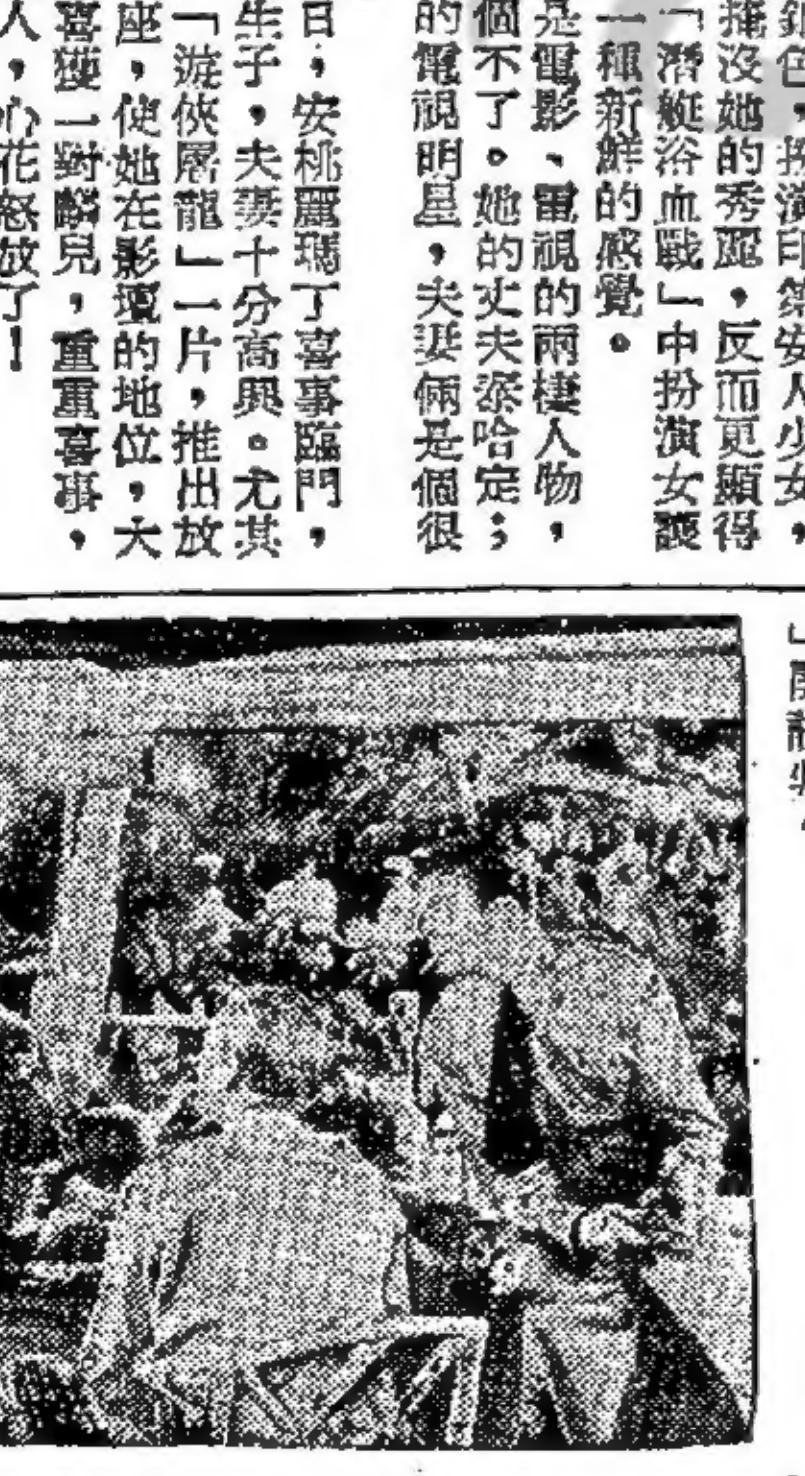 銀色，扮演印第安人少女，
掩沒她的秀麗，反而更顯得
「潛艇浴血戰」中扮演女護
一種新鮮的感覺。
是電影、電視的兩棲人物，
個不了。她的丈夫泰哈定；
的電視明星，夫妻倆是個很
日，安桃麗瑪丁喜事臨門，
生子，夫妻十分高興。尤其
「游俠屠龍」一片，推出放
座，使她在影壇的地位，大
喜獲一對麟兒，重重喜事，
人，心花怒放了！